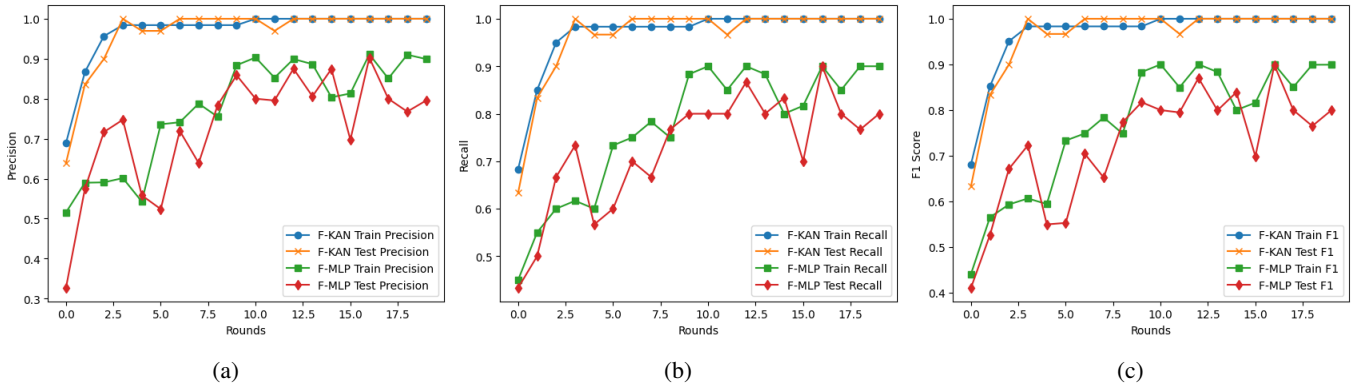 1.0
0.9
0.8
0.7
0.6
0.5
0.4
0.3
Precision
F-KAN Train Precision
F-KAN Test Precision
F-MLP Train Precision
F-MLP Test Precision
0.0 2.5 5.0 7.5 10.0 12.5 15.0 17.5
Rounds
(a)
1.0
0.9
0.8
0.7
0.6
0.5
Recall
F-KAN Train Recall
F-KAN Test Recall
F-MLP Train Recall
F-MLP Test Recall
0.0 2.5 5.0 7.5 10.0 12.5 15.0 17.5
Rounds
(b)
1.0
0.9
0.8
0.7
0.6
0.5
0.4
F1 Score
F-KAN Train F1
F-KAN Test F1
F-MLP Train F1
F-MLP Test F1
0.0 2.5 5.0 7.5 10.0 12.5 15.0 17.5
Rounds
(c)